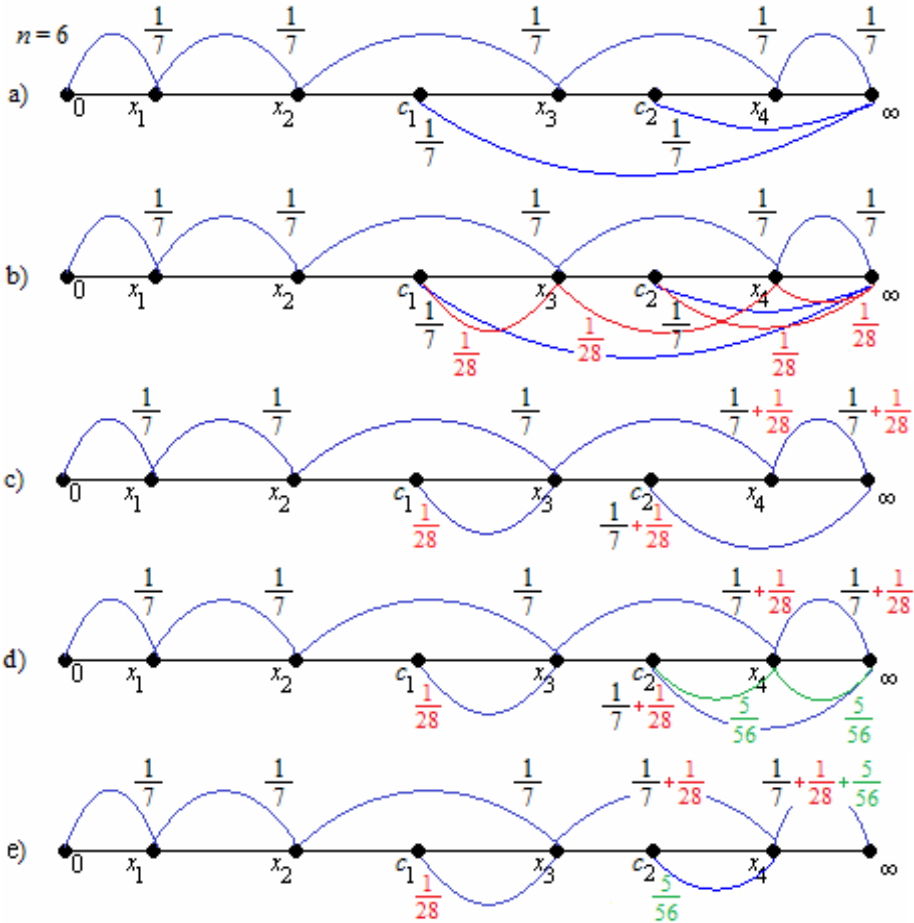 n = 6 1/7 1/7 1/7 1/7 1/7
a) 0 x₁ x₂ c₁ x₃ c₂ x₄ ∞
1/7 1/7
1/7 1/7 1/7 1/7 1/7
b) 0 x₁ x₂ c₁ x₃ c₂ x₄ ∞
1/7 1/28 1/28 1/7 1/28 1/28
1/7 1/7 1/7 1/7+1/28 1/7+1/28
c) 0 x₁ x₂ c₁ x₃ c₂ x₄ ∞
1/28 1/7+1/28
1/7 1/7 1/7 1/7+1/28 1/7+1/28
d) 0 x₁ x₂ c₁ x₃ c₂ x₄ ∞
1/28 1/7+1/28 5/56 5/56
1/7 1/7 1/7 1/7+1/28 1/7+1/28+5/56
e) 0 x₁ x₂ c₁ x₃ c₂ x₄ ∞
1/28 5/56